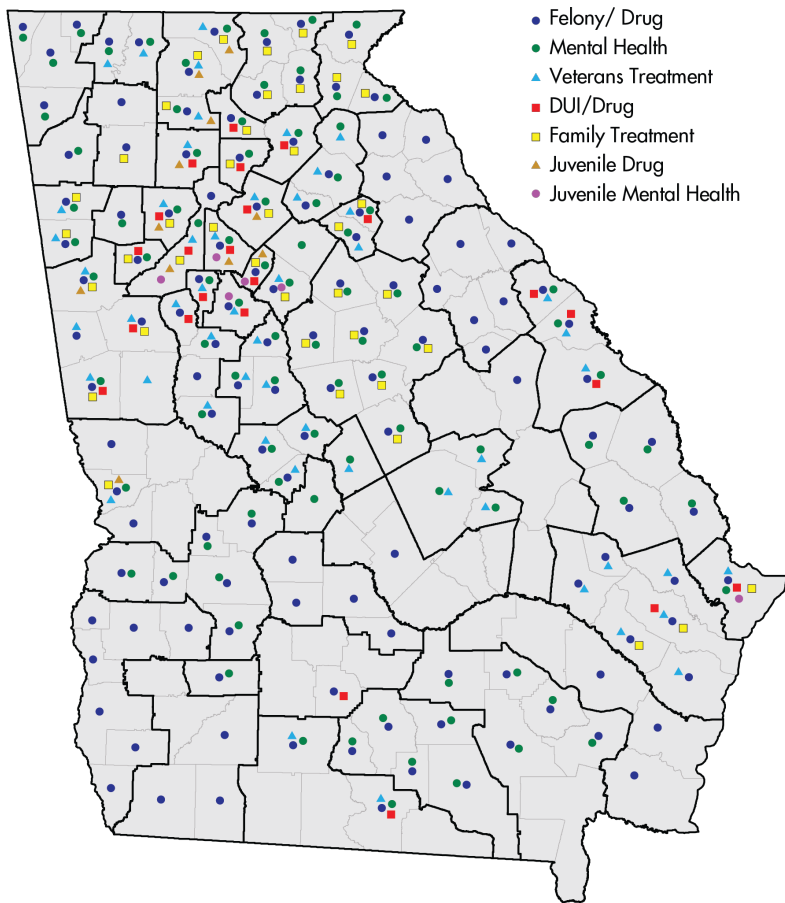 Felony/ Drug
Mental Health
Veterans Treatment
DUI/Drug
Family Treatment
Juvenile Drug
Juvenile Mental Health